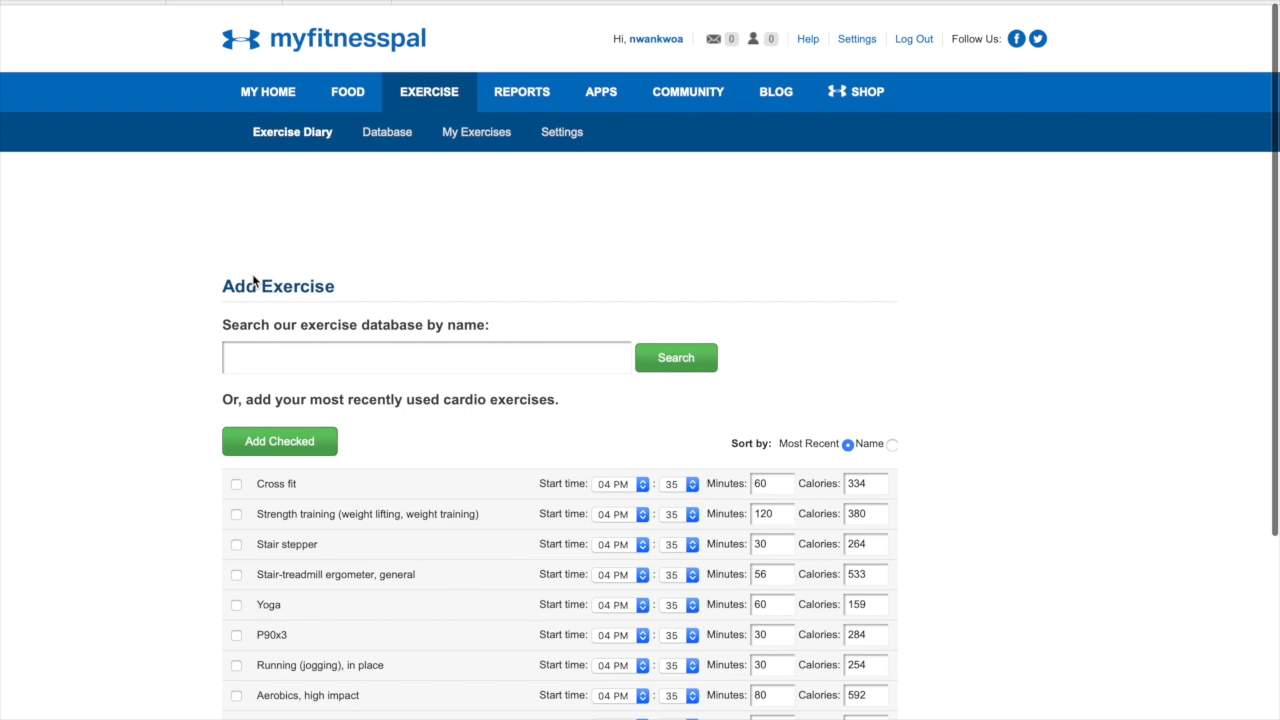 myfitnesspal Hi, nwankwoa 0 0 Help Settings Log Out Follow Us:
MY HOME FOOD EXERCISE REPORTS APPS COMMUNITY BLOG SHOP
Exercise Diary Database My Exercises Settings
Add Exercise
Search our exercise database by name:
Search
Or, add your most recently used cardio exercises.
Add Checked Sort by: Most Recent Name
Cross fit Start time: 04 PM : 35 Minutes: 60 Calories: 334
Strength training (weight lifting, weight training) Start time: 04 PM : 35 Minutes: 120 Calories: 380
Stair stepper Start time: 04 PM : 35 Minutes: 30 Calories: 264
Stair-treadmill ergometer, general Start time: 04 PM : 35 Minutes: 56 Calories: 533
Yoga Start time: 04 PM : 35 Minutes: 60 Calories: 159
P90x3 Start time: 04 PM : 35 Minutes: 30 Calories: 284
Running (jogging), in place Start time: 04 PM : 35 Minutes: 30 Calories: 254
Aerobics, high impact Start time: 04 PM : 35 Minutes: 80 Calories: 592